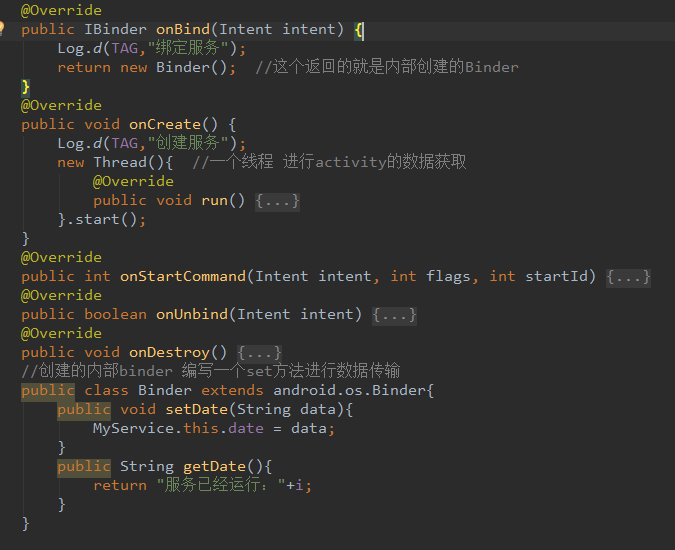 @Override
public IBinder onBind(Intent intent) {
Log.d(TAG,"绑定服务");
return new Binder();  //这个返回的就是内部创建的Binder
}
@Override
public void onCreate() {
Log.d(TAG,"创建服务");
new Thread(){  //一个线程 进行activity的数据获取
@Override
public void run() {...}
}.start();
}
@Override
public int onStartCommand(Intent intent, int flags, int startId) {...}
@Override
public boolean onUnbind(Intent intent) {...}
@Override
public void onDestroy() {...}
//创建的内部binder 编写一个set方法进行数据传输
public class Binder extends android.os.Binder{
public void setDate(String data){
MyService.this.date = data;
}
public String getDate(){
return "服务已经运行："+i;
}
}